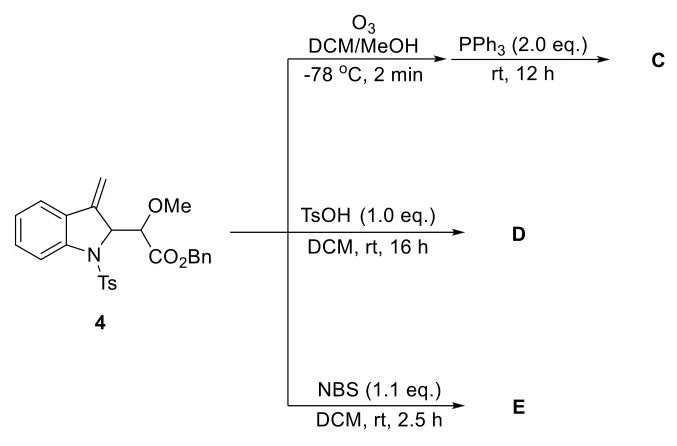 O3
DCM/MeOH
-78 °C, 2 min
PPh3 (2.0 eq.)
rt, 12 h
C
OMe
CO2Bn
N
Ts
4
TsOH (1.0 eq.)
DCM, rt, 16 h
D
NBS (1.1 eq.)
DCM, rt, 2.5 h
E